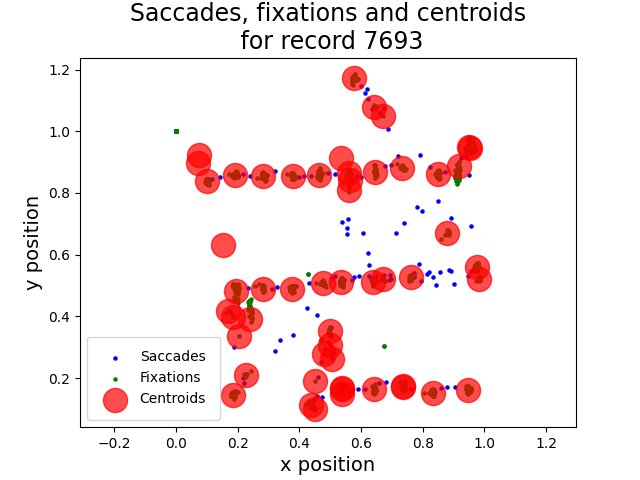 Saccades, fixations and centroids
for record 7693
1.2
1.0
0.8
0.6
0.4
0.2
y position
Saccades
Fixations
Centroids
−0.2
0.0
0.2
0.4
0.6
0.8
1.0
1.2
x position